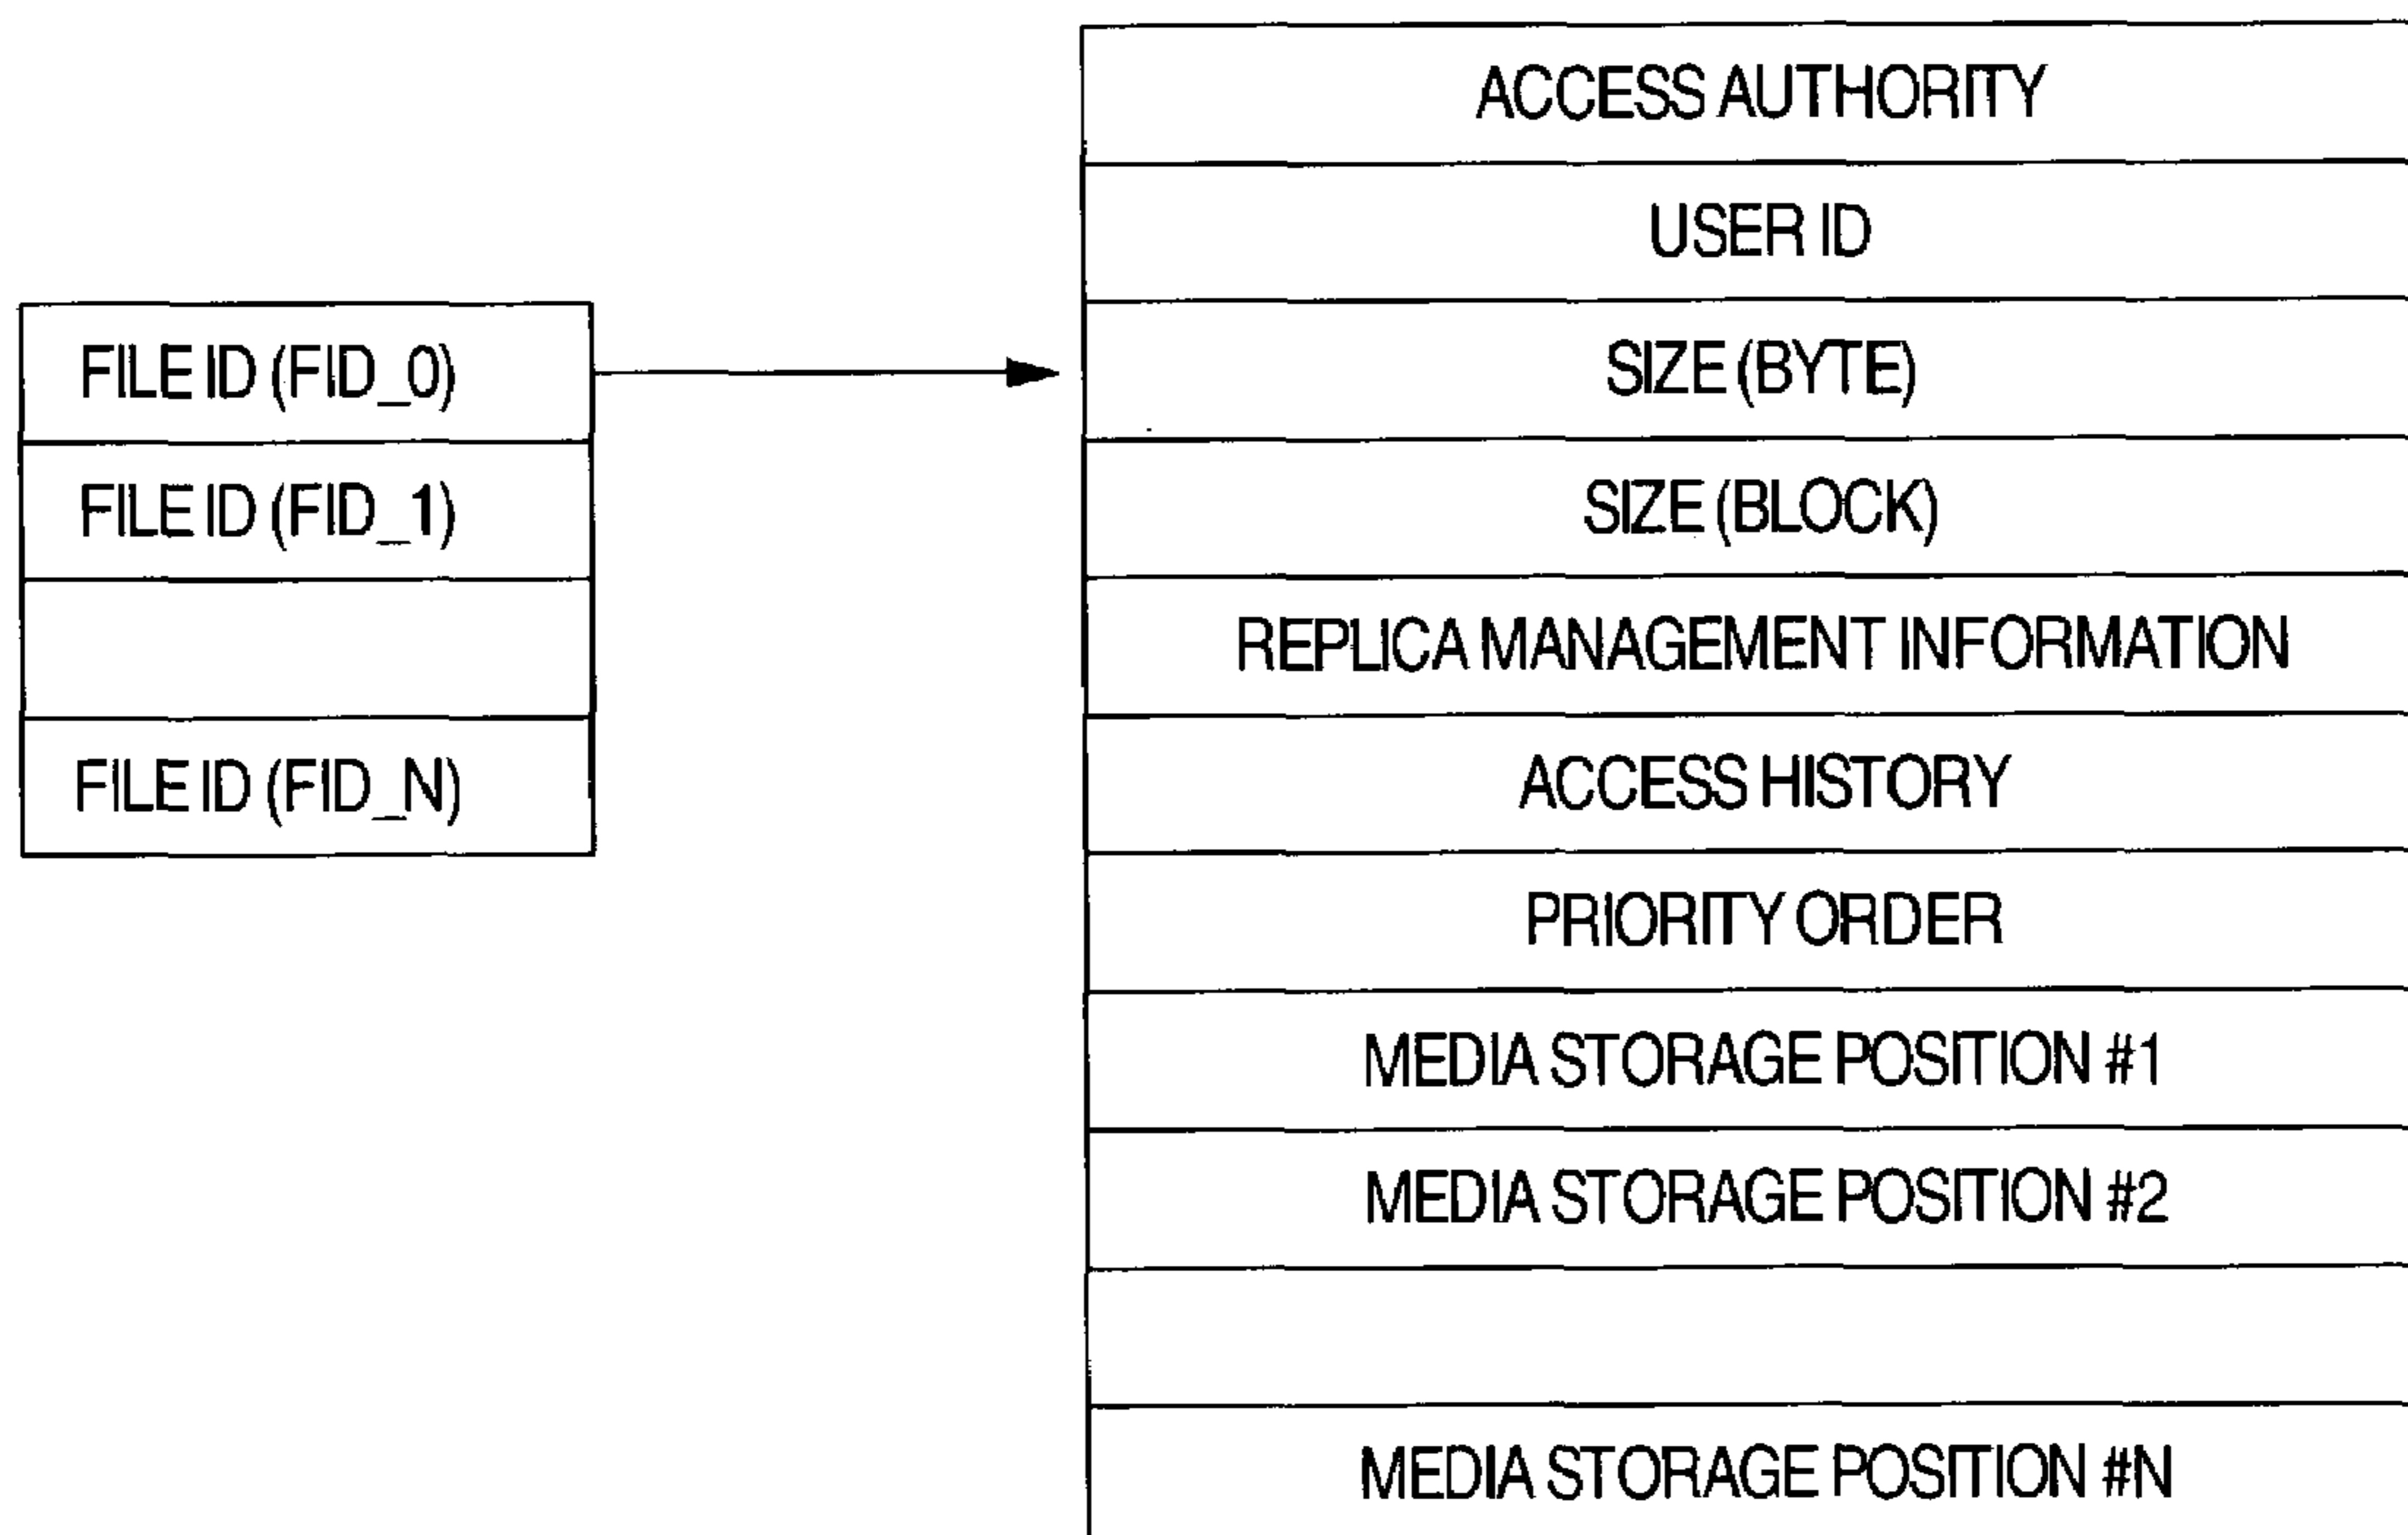 FILE ID (FID_0)
FILE ID (FID_1)
FILE ID (FID_N)
ACCESS AUTHORITY
USER ID
SIZE (BYTE)
SIZE (BLOCK)
REPLICA MANAGEMENT INFORMATION
ACCESS HISTORY
PRIORITY ORDER
MEDIA STORAGE POSITION #1
MEDIA STORAGE POSITION #2
MEDIA STORAGE POSITION #N